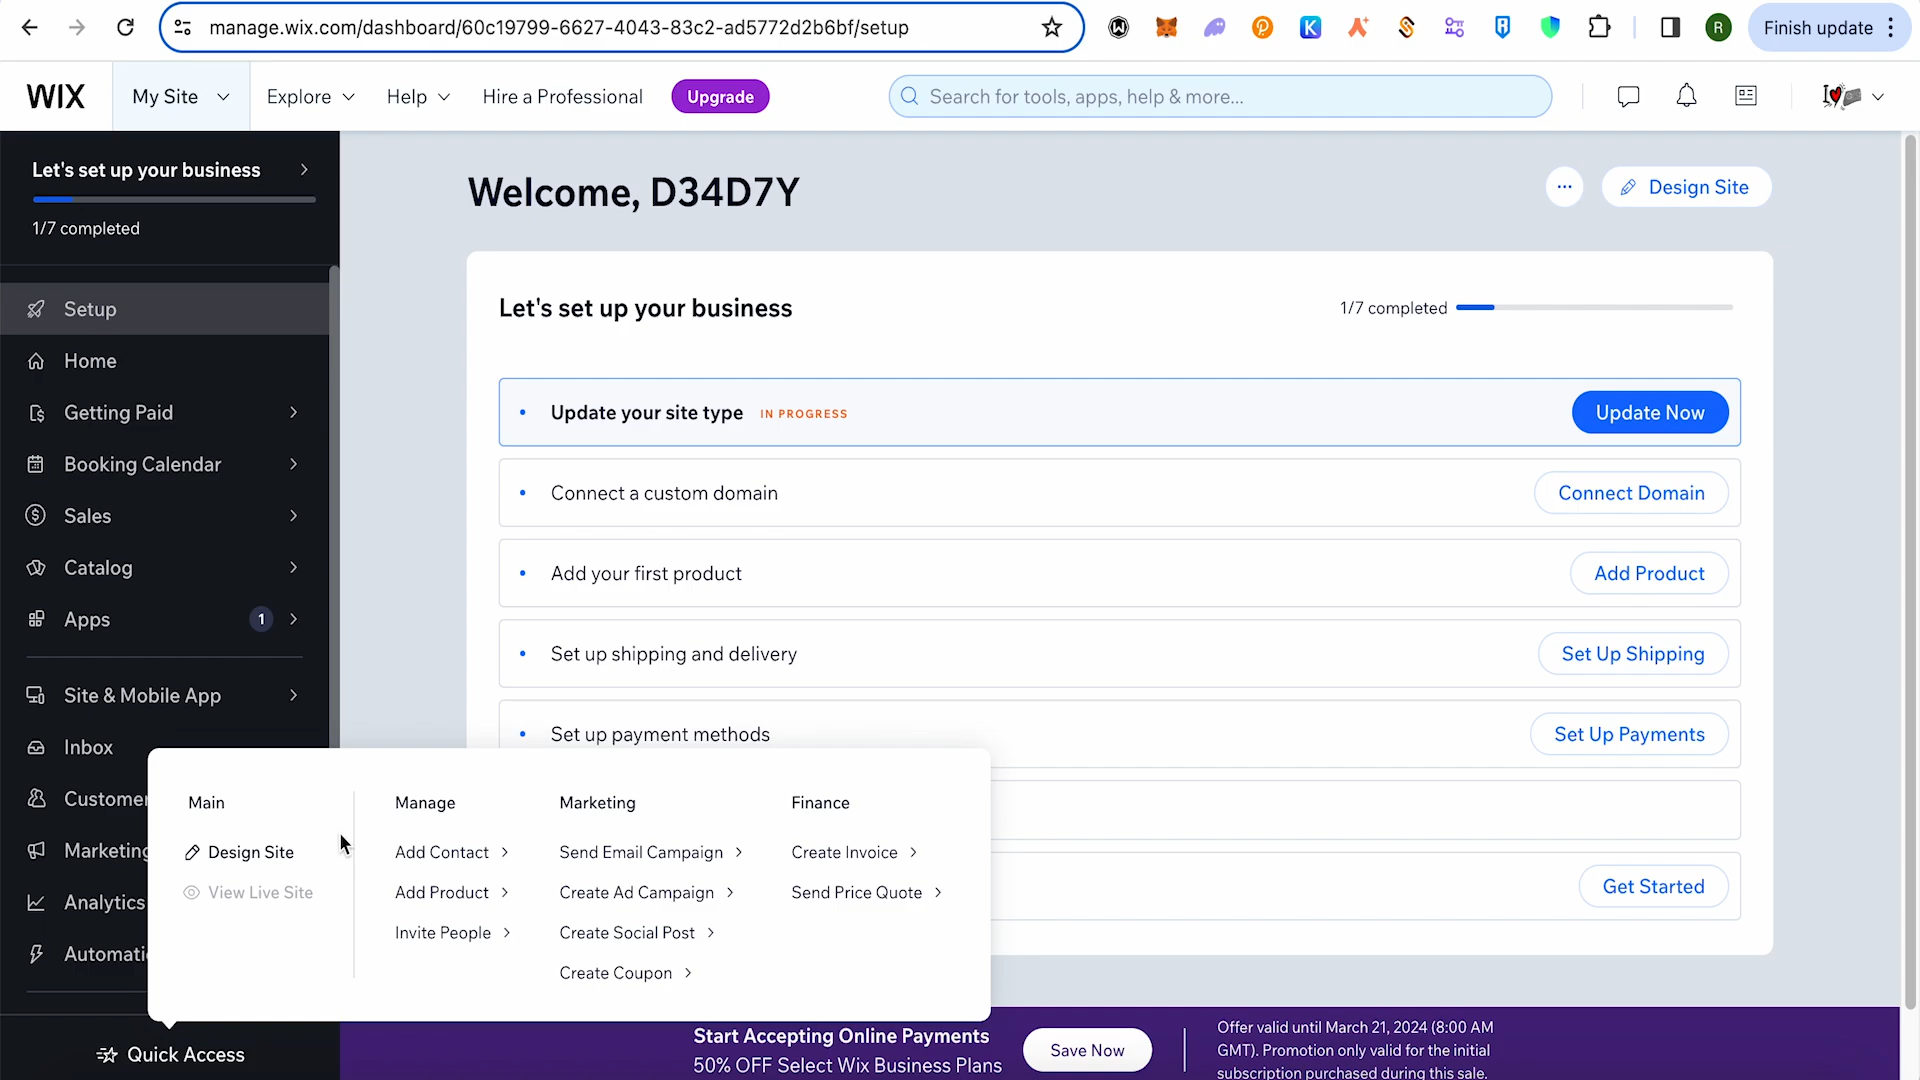 manage.wix.com/dashboard/60c19799-6627-4043-83c2-ad5772d2b6bf/setup
R
Finish update
WIX
My Site
Explore
Help
Hire a Professional
Upgrade
Search for tools, apps, help & more...
Let's set up your business
1/7 completed
Setup
Home
Getting Paid
Booking Calendar
Sales
Catalog
Apps
1
Site & Mobile App
Inbox
Customer
Marketing
Analytics
Automati
Quick Access
Welcome, D34D7Y
Design Site
Let's set up your business
1/7 completed
Update your site type IN PROGRESS
Update Now
Connect a custom domain
Connect Domain
Add your first product
Add Product
Set up shipping and delivery
Set Up Shipping
Set up payment methods
Set Up Payments
Get Started
Main
Design Site
View Live Site
Manage
Add Contact
Add Product
Invite People
Marketing
Send Email Campaign
Create Ad Campaign
Create Social Post
Create Coupon
Finance
Create Invoice
Send Price Quote
Start Accepting Online Payments
50% OFF Select Wix Business Plans
Save Now
Offer valid until March 21, 2024 (8:00 AM
GMT). Promotion only valid for the initial
subscription purchased during this sale.